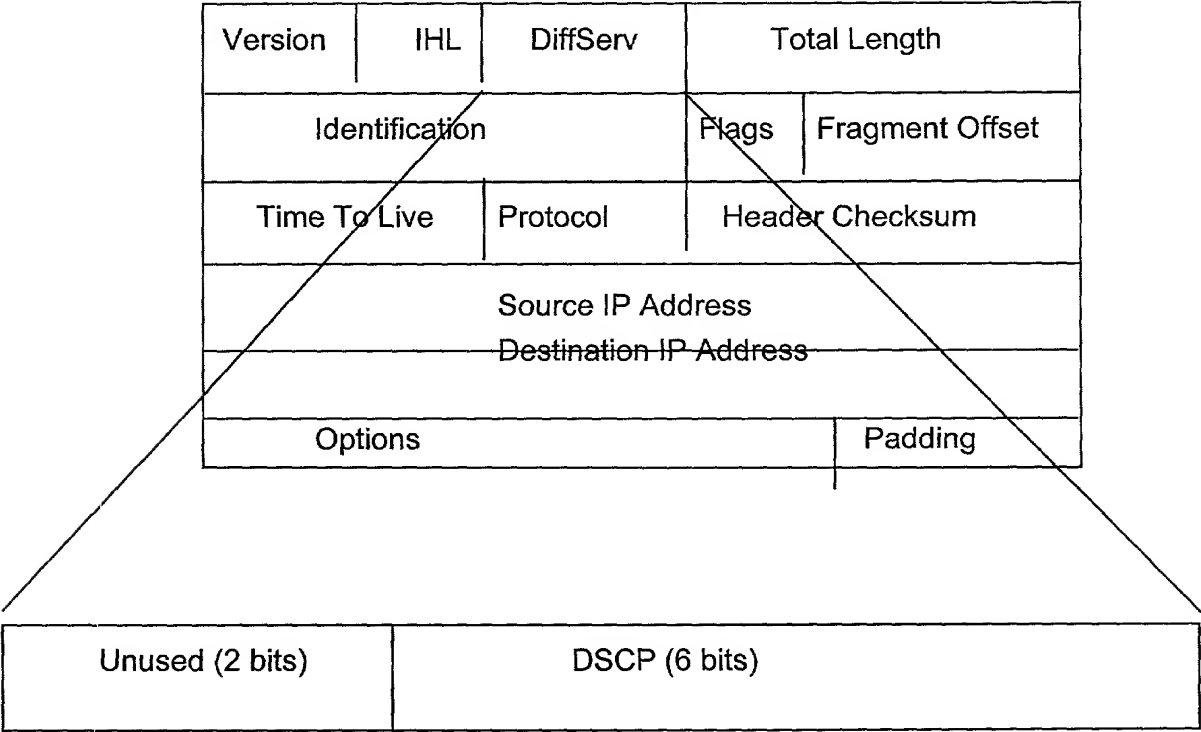 Version IHL DiffServ Total Length
Identification Flags Fragment Offset
Time To Live Protocol Header Checksum
Source IP Address
Destination IP Address
Options Padding
Unused (2 bits) DSCP (6 bits)